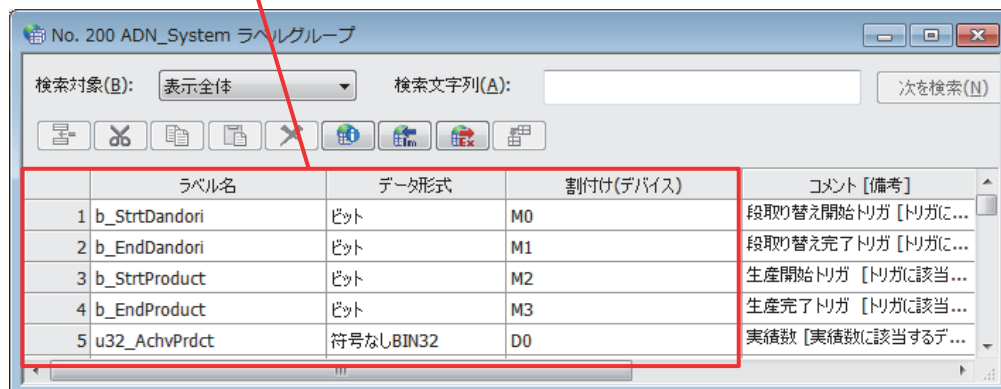 No. 200 ADN_System ラベルグループ
検索対象(B): 表示全体 検索文字列(A): 次を検索(N)
ラベル名 データ形式 割付け(デバイス) コメント [備考]
1 b_StrtDandori ビット M0 段取り替え開始トリガ [トリガに...
2 b_EndDandori ビット M1 段取り替え完了トリガ [トリガに...
3 b_StrtProduct ビット M2 生産開始トリガ [トリガに該当...
4 b_EndProduct ビット M3 生産完了トリガ [トリガに該当...
5 u32_AchvPrdct 符号なしBIN32 D0 実績数 [実績数に該当するデ...